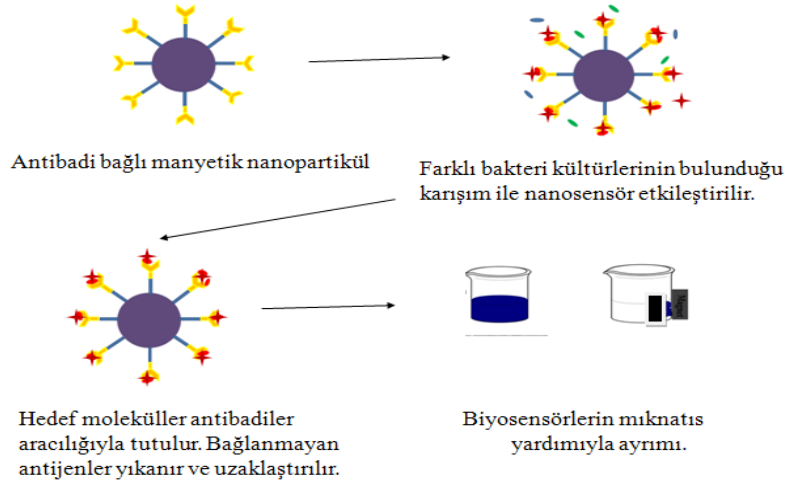 Antibadi bağlı manyetik nanopartikül
Farklı bakteri kültürlerinin bulunduğu
karışım ile nanosensör etkileştirilir.
Hedef moleküller antibadiler
aracılığıyla tutulur. Bağlanmayan
antijenler yıkanır ve uzaklaştırılır.
Magnet
Biyosensörlerin mıknatıs
yardımıyla ayrımı.